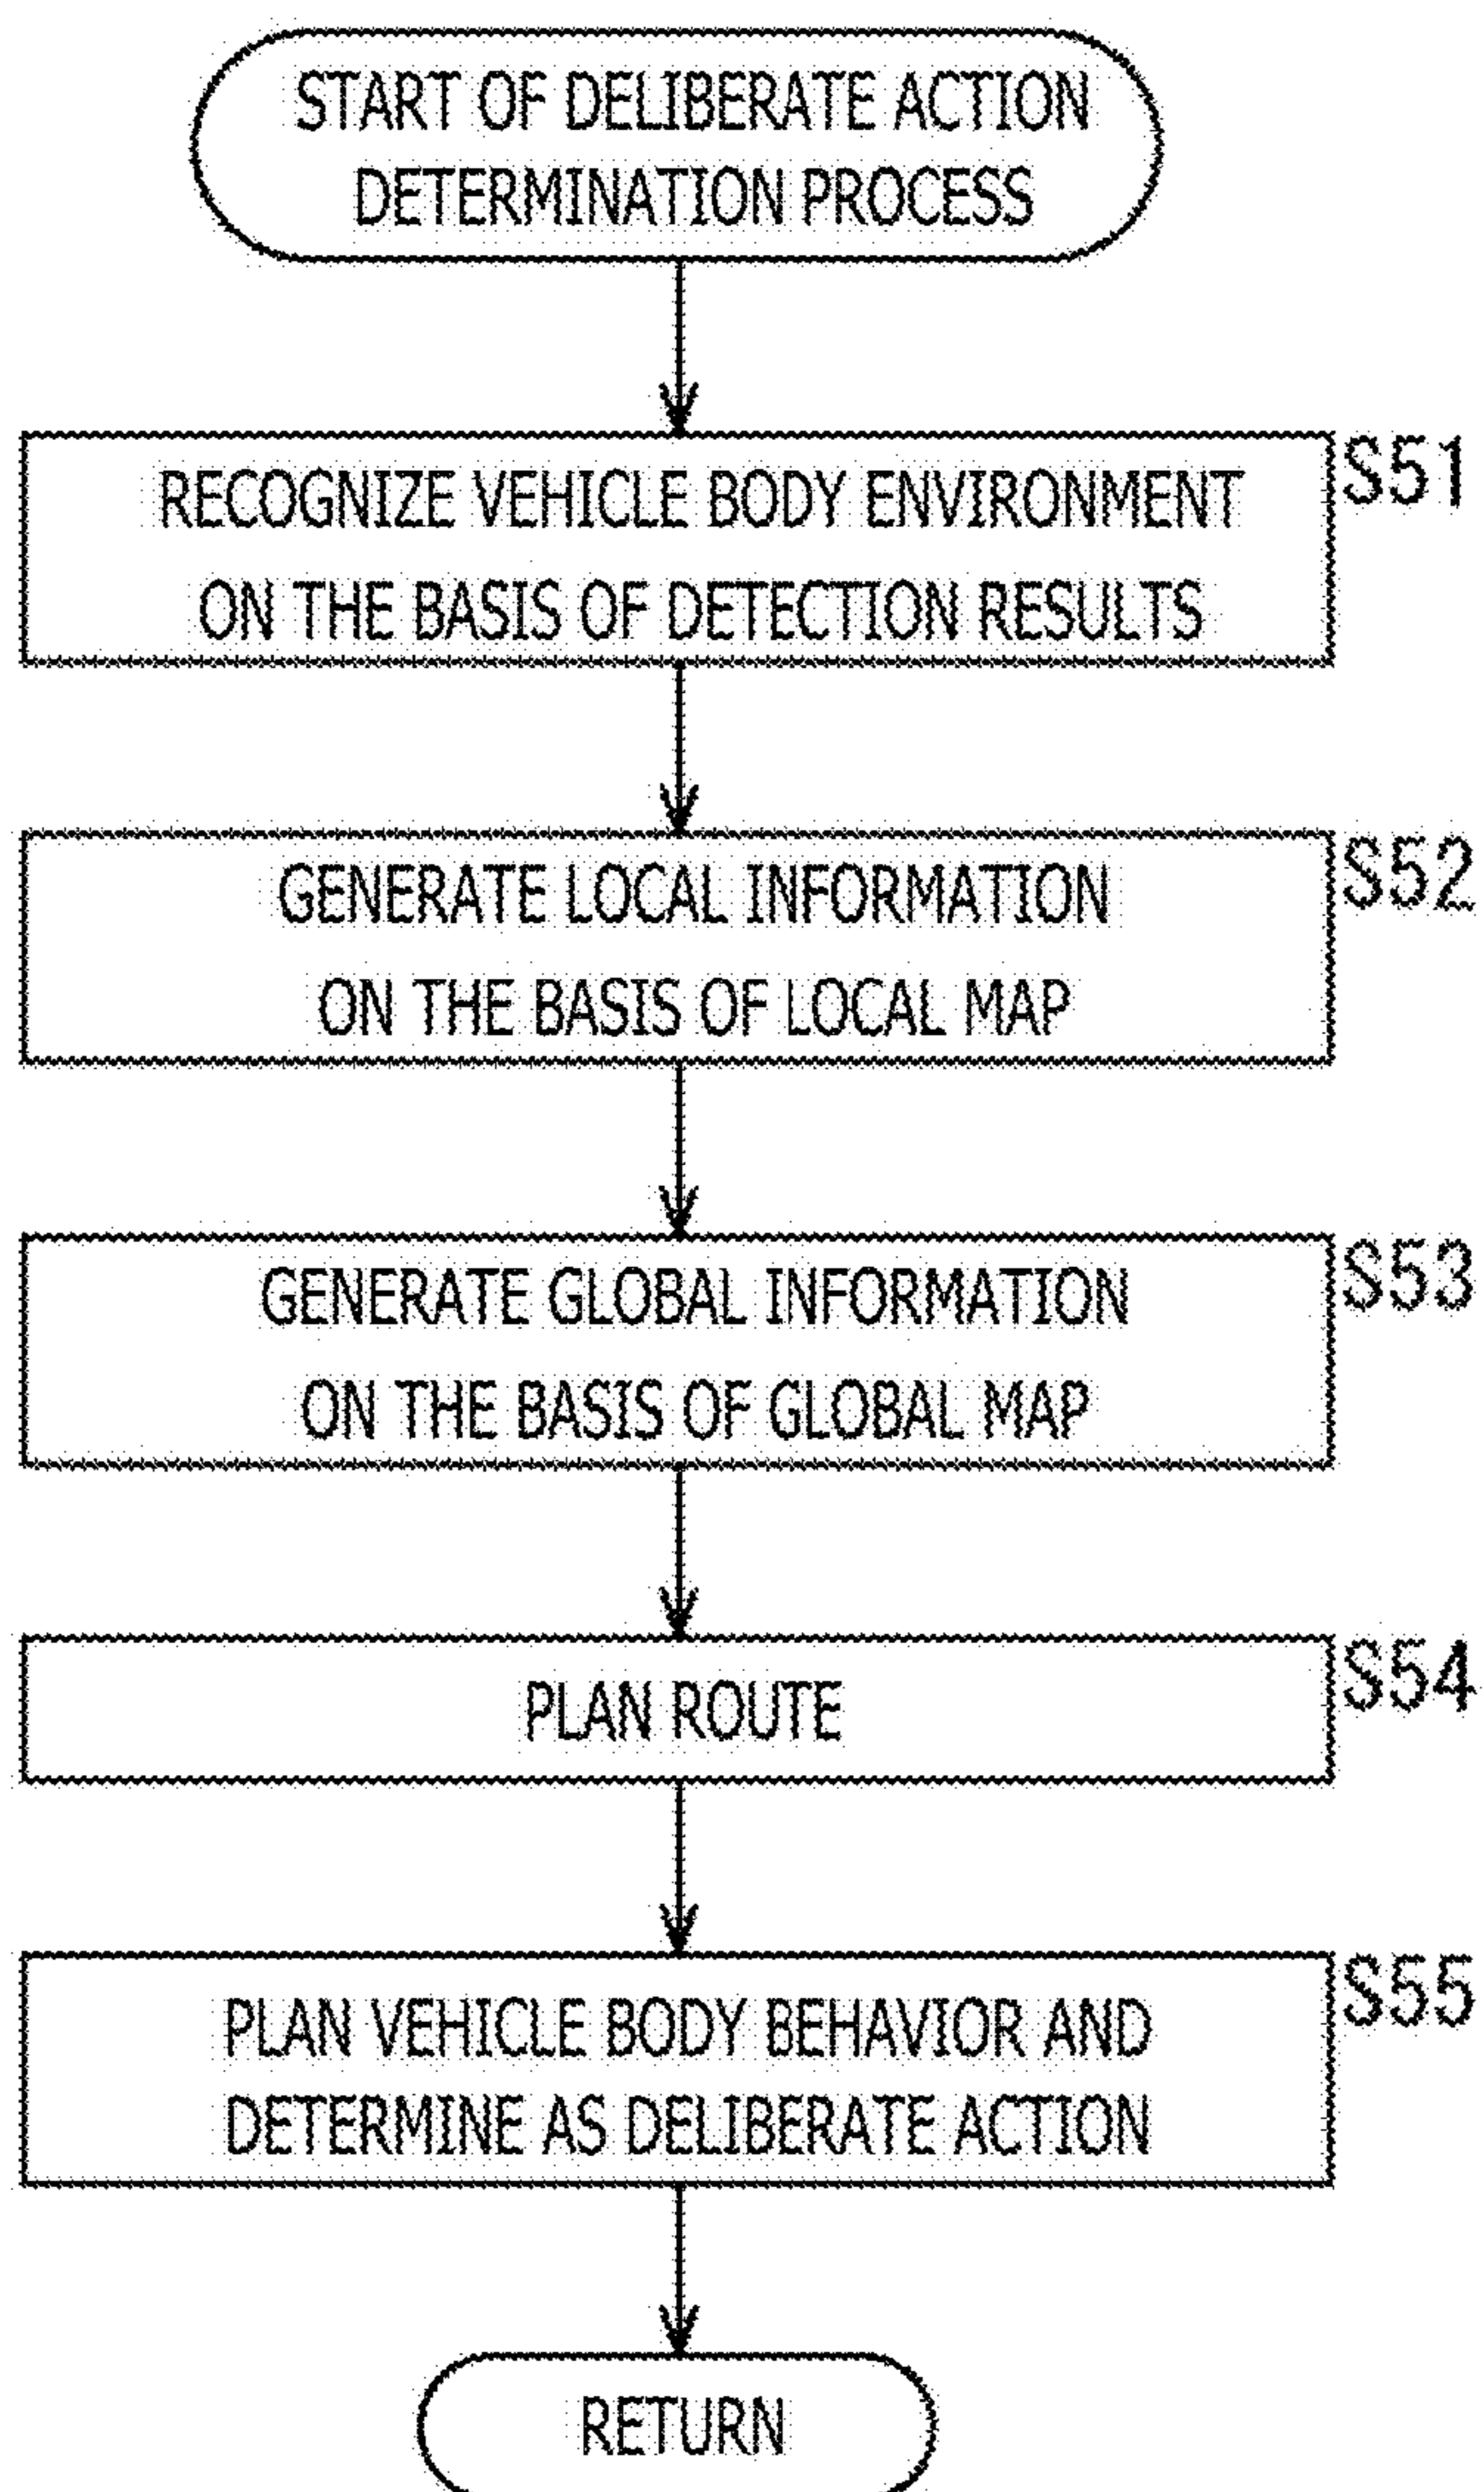 START OF DELIBERATE ACTION
DETERMINATION PROCESS
RECOGNIZE VEHICLE BODY ENVIRONMENT
ON THE BASIS OF DETECTION RESULTS
S51
GENERATE LOCAL INFORMATION
ON THE BASIS OF LOCAL MAP
S52
GENERATE GLOBAL INFORMATION
ON THE BASIS OF GLOBAL MAP
S53
PLAN ROUTE
S54
PLAN VEHICLE BODY BEHAVIOR AND
DETERMINE AS DELIBERATE ACTION
S55
RETURN